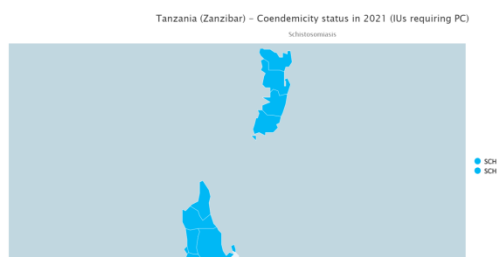 Tanzania (Zanzibar) - Coendemicity status in 2021 (IUs requiring PC)
Schistosomiasis
SCH
SCH